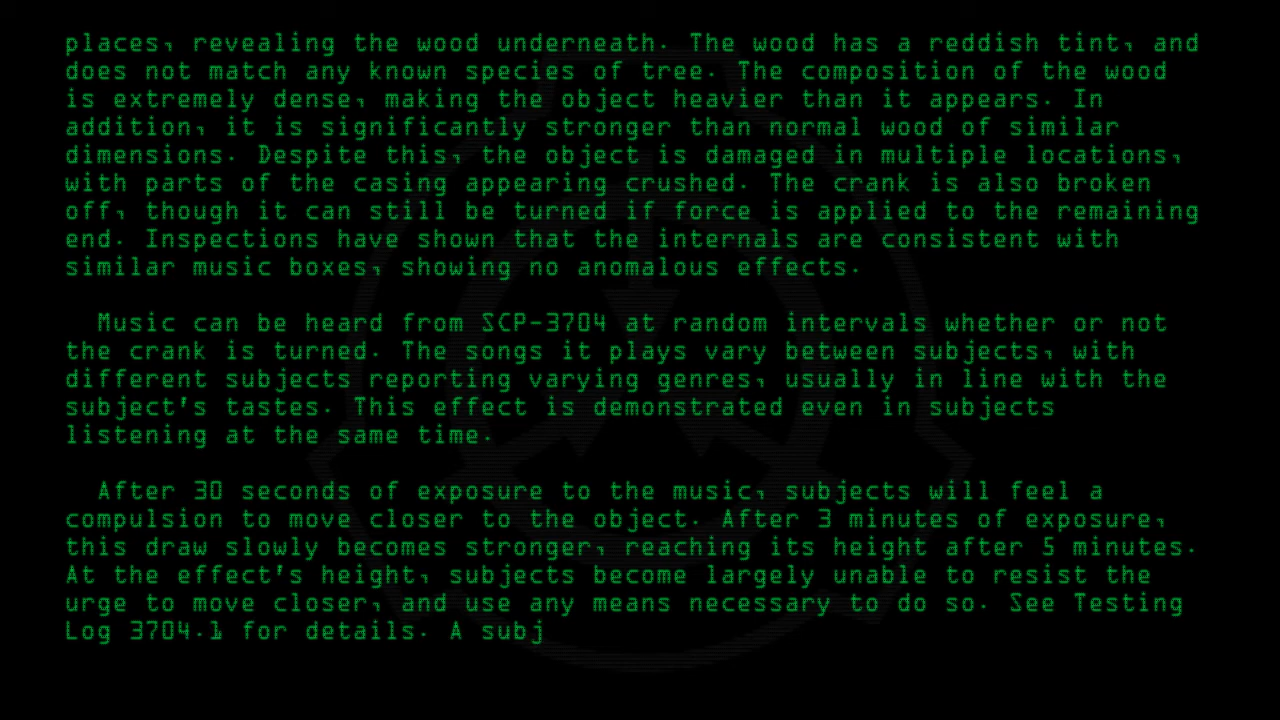 places, revealing the wood underneath. The wood has a reddish tint, and
does not match any known species of tree. The composition of the wood
is extremely dense, making the object heavier than it appears. In
addition, it is significantly stronger than normal wood of similar
dimensions. Despite this, the object is damaged in multiple locations,
with parts of the casing appearing crushed. The crank is also broken
off, though it can still be turned if force is applied to the remaining
end. Inspections have shown that the internals are consistent with
similar music boxes, showing no anomalous effects.
Music can be heard from SCP-3704 at random intervals whether or not
the crank is turned. The songs it plays vary between subjects, with
different subjects reporting varying genres, usually in line with the
subject's tastes. This effect is demonstrated even in subjects
listening at the same time.
After 30 seconds of exposure to the music, subjects will feel a
compulsion to move closer to the object. After 3 minutes of exposure,
this draw slowly becomes stronger, reaching its height after 5 minutes.
At the effect's height, subjects become largely unable to resist the
urge to move closer, and use any means necessary to do so. See Testing
Log 3704.1 for details. A subj